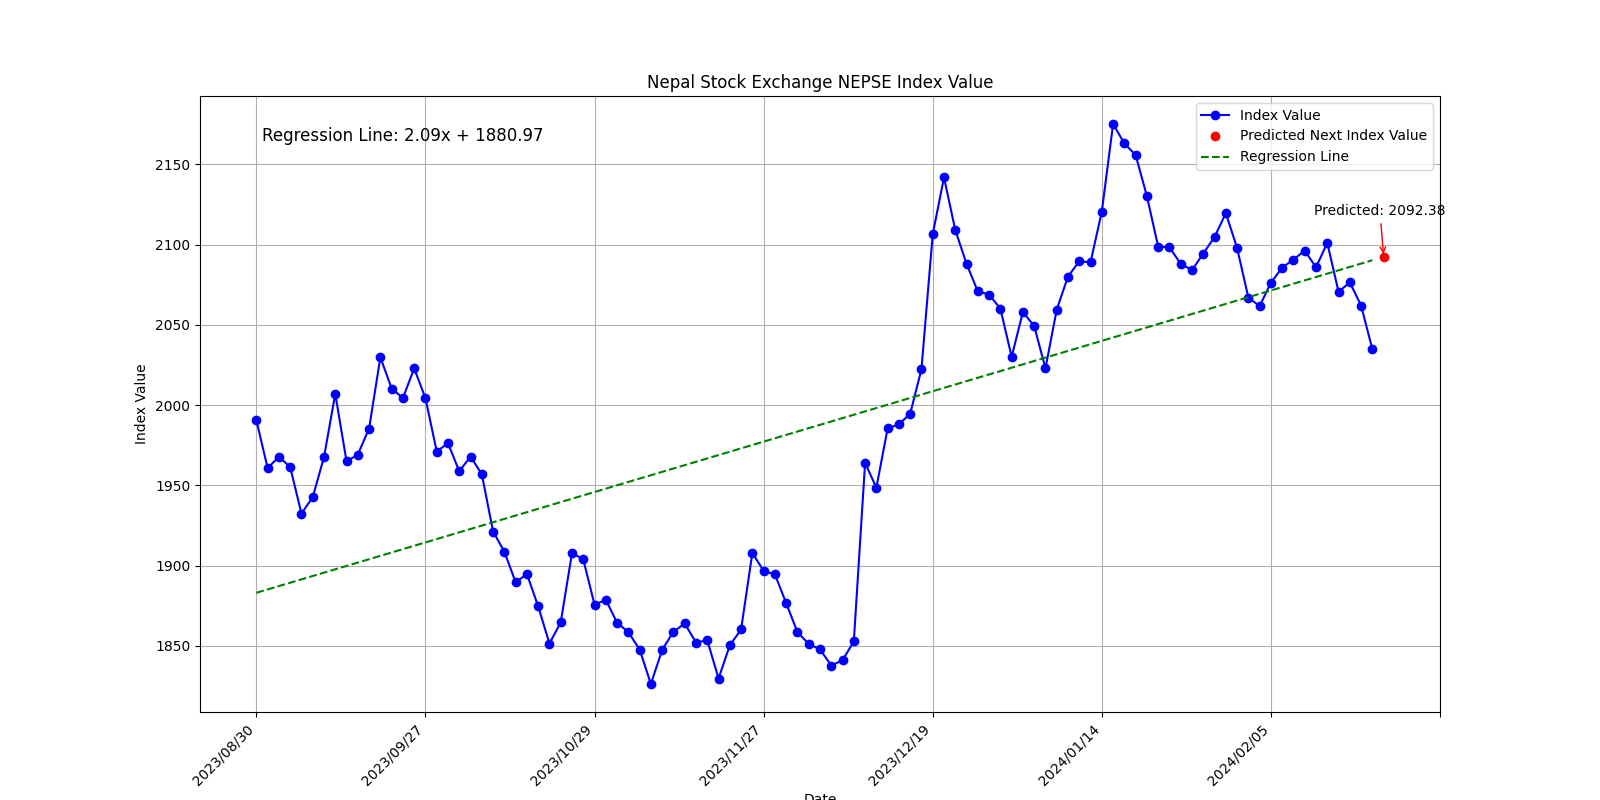 Nepal Stock Exchange NEPSE Index Value
Regression Line: 2.09x + 1880.97
Index Value
Predicted Next Index Value
Regression Line
Predicted: 2092.38
2150
2100
2050
2000
1950
1900
1850
Index Value
2023/08/30
2023/09/27
2023/10/29
2023/11/27
2023/12/19
2024/01/14
2024/02/05
Date